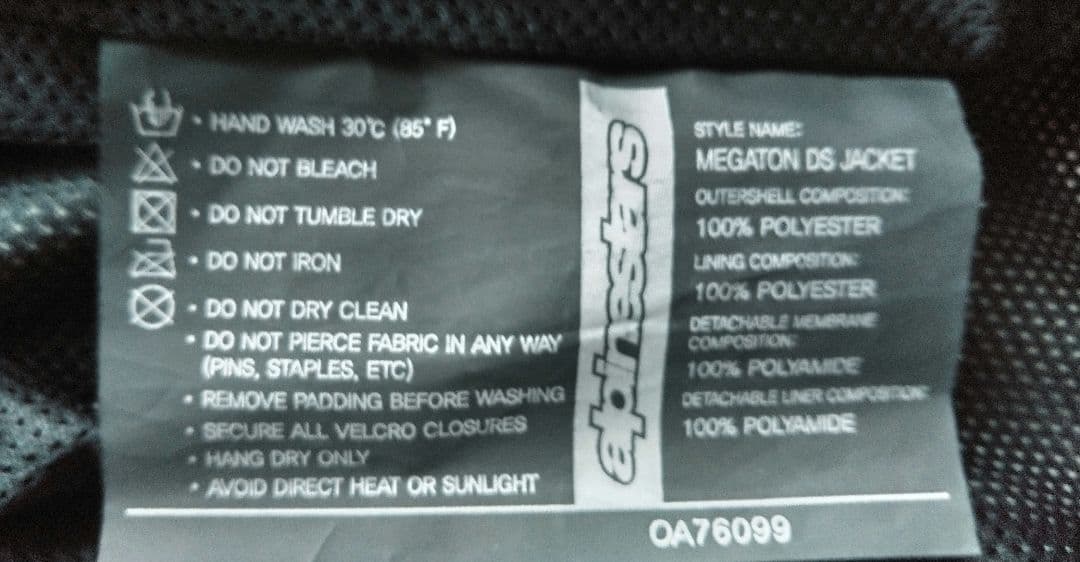 • HAND WASH 30°C (85° F)
• DO NOT BLEACH
• DO NOT TUMBLE DRY
• DO NOT IRON
• DO NOT DRY CLEAN
• DO NOT PIERCE FABRIC IN ANY WAY
(PINS, STAPLES, ETC)
• REMOVE PADDING BEFORE WASHING
• SECURE ALL VELCRO CLOSURES
• HANG DRY ONLY
• AVOID DIRECT HEAT OR SUNLIGHT
alpinestars
STYLE NAME:
MEGATON DS JACKET
OUTERSHELL COMPOSITION:
100% POLYESTER
LINING COMPOSITION:
100% POLYESTER
DETACHABLE MEMBRANE
COMPOSITION:
100% POLYAMIDE
DETACHABLE LINER COMPOSITION:
100% POLYAMIDE
OA76099